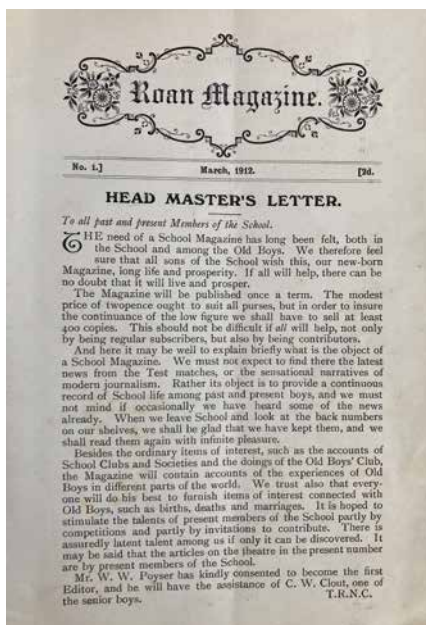 Roan Magazine.
No. 1.] March, 1912. [2d.
HEAD MASTER'S LETTER.
To all past and present Members of the School.
THE need of a School Magazine has long been felt, both in
the School and among the Old Boys. We therefore feel
sure that all sons of the School wish this, our new-born
Magazine, long life and prosperity. If all will help, there can be
no doubt that it will live and prosper.
The Magazine will be published once a term. The modest
price of twopence ought to suit all purses, but in order to insure
the continuance of the low figure we shall have to sell at least
400 copies. This should not be difficult if all will help, not only
by being regular subscribers, but also by being contributors.
And here it may be well to explain briefly what is the object of
a Magazine. We must not expect to find there the latest
news from the Test matches, or the sensational narratives of
modern journalism. Rather its object is to provide a continuous
record of School life among past and present boys, and we must
not mind if occasionally we have heard some of the news
already. When we leave School and look at the back numbers
on our shelves, we shall be glad that we have kept them, and we
shall read them again with infinite pleasure.
Besides the ordinary items of interest, such as the accounts of
School Clubs and Societies and the doings of the Old Boys' Club,
the Magazine will contain accounts of the experiences of Old
Boys in different parts of the world. We trust also that every-
one will do his best to furnish items of interest connected with
Old Boys, such as births, deaths and marriages. It is hoped to
stimulate the talents of present members of the School partly by
competitions and partly by invitations to contribute. There is
assuredly latent talent among us if only it can be discovered. It
may be said that the articles on the theatre in the present number
are by present members of the School.
Mr. W. W. Poyser has kindly consented to become the first
Editor, and he will have the assistance of C. W. Clout, one of
the senior boys. T.R.N.C.